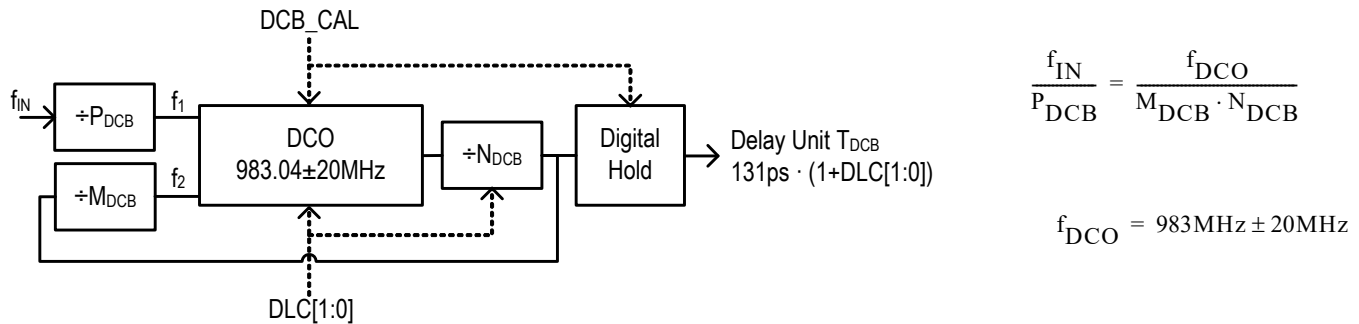 DCB_CAL
fIN
÷PDCB
f1
DCO
983.04±20MHz
÷NDCB
Digital
Hold
Delay Unit TDCB
131ps · (1+DLC[1:0])
÷MDCB
f2
DLC[1:0]
fIN / PDCB = fDCO / MDCB · NDCB
fDCO = 983MHz ± 20MHz